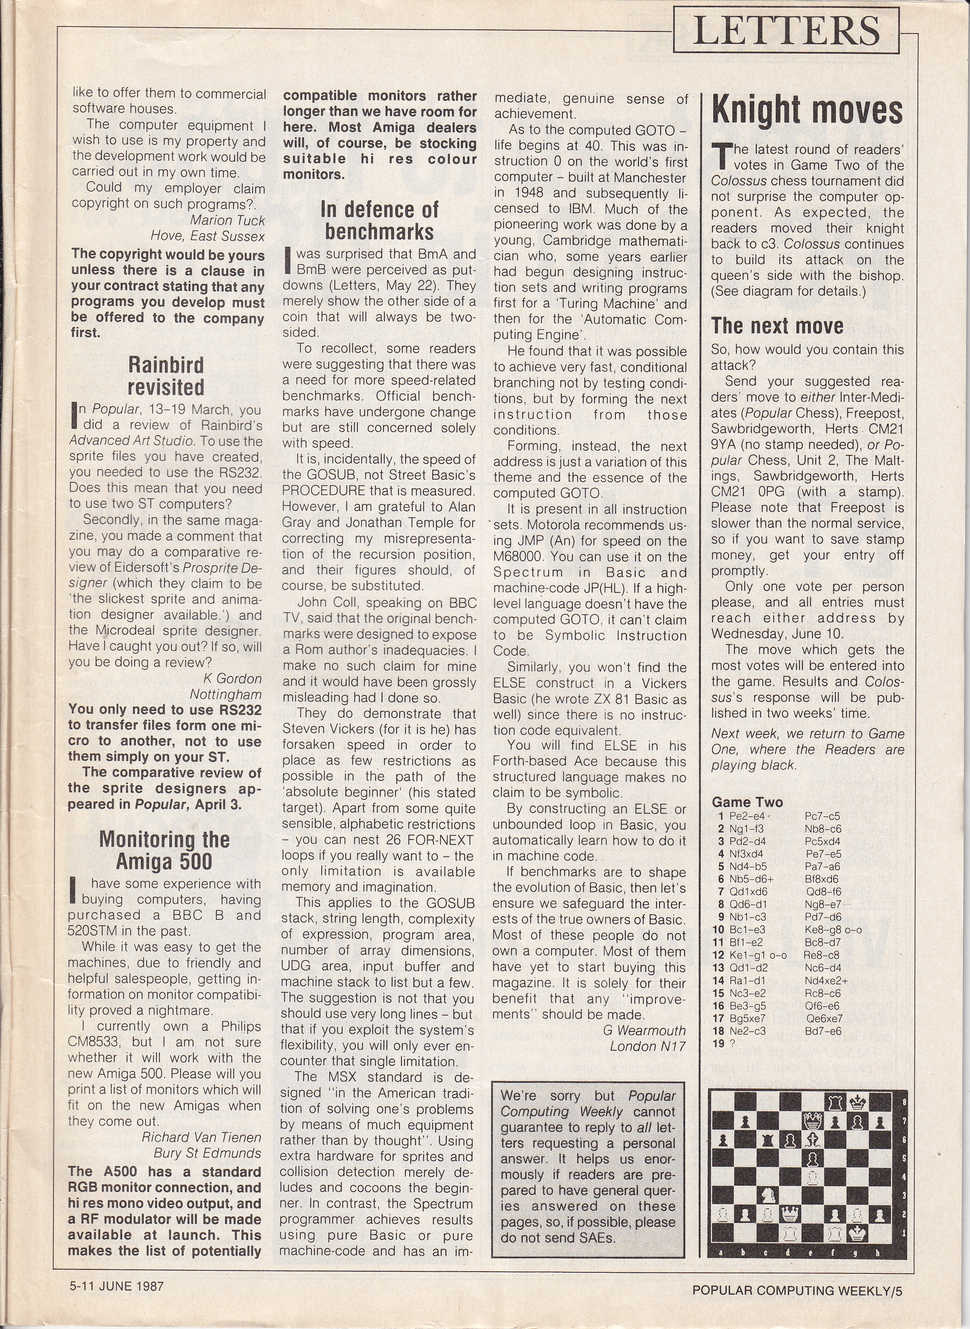 LETTERS
like to offer them to commercial
software houses.
The computer equipment I
wish to use is my property and
the development work would be
carried out in my own time.
Could my employer claim
copyright on such programs?.
Marion Tuck
Hove, East Sussex
The copyright would be yours
unless there is a clause in
your contract stating that any
programs you develop must
be offered to the company
first.
Rainbird
revisited
In Popular, 13–19 March, you
did a review of Rainbird's
Advanced Art Studio. To use the
sprite files you have created,
you needed to use the RS232.
Does this mean that you need
to use two ST computers?
Secondly, in the same maga-
zine, you made a comment that
you may do a comparative re-
view of Eidersoft's Prosprite De-
signer (which they claim to be
'the slickest sprite and anima-
tion designer available.') and
the Microdeal sprite designer.
Have I caught you out? If so, will
you be doing a review?
K Gordon
Nottingham
You only need to use RS232
to transfer files form one mi-
cro to another, not to use
them simply on your ST.
The comparative review of
the sprite designers ap-
peared in Popular, April 3.
Monitoring the
Amiga 500
I have some experience with
buying computers, having
purchased a BBC B and
520STM in the past.
While it was easy to get the
machines, due to friendly and
helpful salespeople, getting in-
formation on monitor compatibi-
lity proved a nightmare.
I currently own a Philips
CM8533, but I am not sure
whether it will work with the
new Amiga 500. Please will you
print a list of monitors which will
fit on the new Amigas when
they come out.
Richard Van Tienen
Bury St Edmunds
The A500 has a standard
RGB monitor connection, and
hi res mono video output, and
a RF modulator will be made
available at launch. This
makes the list of potentially
compatible monitors rather
longer than we have room for
here. Most Amiga dealers
will, of course, be stocking
suitable hi res colour
monitors.
In defence of
benchmarks
I was surprised that BmA and
BmB were perceived as put-
downs (Letters, May 22). They
merely show the other side of a
coin that will always be two-
sided.
To recollect, some readers
were suggesting that there was
a need for more speed-related
benchmarks. Official bench-
marks have undergone change
but are still concerned solely
with speed.
It is, incidentally, the speed of
the GOSUB, not Street Basic's
PROCEDURE that is measured.
However, I am grateful to Alan
Gray and Jonathan Temple for
correcting my misrepresenta-
tion of the recursion position,
and their figures should, of
course, be substituted.
John Coll, speaking on BBC
TV, said that the original bench-
marks were designed to expose
a Rom author's inadequacies. I
make no such claim for mine
and it would have been grossly
misleading had I done so.
They do demonstrate that
Steven Vickers (for it is he) has
forsaken speed in order to
place as few restrictions as
possible in the path of the
'absolute beginner' (his stated
target). Apart from some quite
sensible, alphabetic restrictions
– you can nest 26 FOR-NEXT
loops if you really want to – the
only limitation is available
memory and imagination.
This applies to the GOSUB
stack, string length, complexity
of expression, program area,
number of array dimensions,
UDG area, input buffer and
machine stack to list but a few.
The suggestion is not that you
should use very long lines – but
that if you exploit the system's
flexibility, you will only ever en-
counter that single limitation.
The MSX standard is de-
signed "in the American tradi-
tion of solving one's problems
by means of much equipment
rather than by thought". Using
extra hardware for sprites and
collision detection merely de-
ludes and cocoons the begin-
ner. In contrast, the Spectrum
programmer achieves results
using pure Basic or pure
machine-code and has an im-
mediate, genuine sense of
achievement.
As to the computed GOTO –
life begins at 40. This was in-
struction 0 on the world's first
computer – built at Manchester
in 1948 and subsequently li-
censed to IBM. Much of the
pioneering work was done by a
young, Cambridge mathemati-
cian who, some years earlier
had begun designing instruc-
tion sets and writing programs
first for a 'Turing Machine' and
then for the 'Automatic Com-
puting Engine'.
He found that it was possible
to achieve very fast, conditional
branching not by testing condi-
tions, but by forming the next
instruction from those
conditions.
Forming, instead, the next
address is just a variation of this
theme and the essence of the
computed GOTO.
It is present in all instruction
sets. Motorola recommends us-
ing JMP (An) for speed on the
M68000. You can use it on the
Spectrum in Basic and
machine-code JP(HL). If a high-
level language doesn't have the
computed GOTO, it can't claim
to be Symbolic Instruction
Code.
Similarly, you won't find the
ELSE construct in a Vickers
Basic (he wrote ZX 81 Basic as
well) since there is no instruc-
tion code equivalent.
You will find ELSE in his
Forth-based Ace because this
structured language makes no
claim to be symbolic.
By constructing an ELSE or
unbounded loop in Basic, you
automatically learn how to do it
in machine code.
If benchmarks are to shape
the evolution of Basic, then let's
ensure we safeguard the inter-
ests of the true owners of Basic.
Most of these people do not
own a computer. Most of them
have yet to start buying this
magazine. It is solely for their
benefit that any "improve-
ments" should be made.
G Wearmouth
London N17
We're sorry but Popular
Computing Weekly cannot
guarantee to reply to all let-
ters requesting a personal
answer. It helps us enor-
mously if readers are pre-
pared to have general quer-
ies answered on these
pages, so, if possible, please
do not send SAEs.
Knight moves
The latest round of readers'
votes in Game Two of the
Colossus chess tournament did
not surprise the computer op-
ponent. As expected, the
readers moved their knight
back to c3. Colossus continues
to build its attack on the
queen's side with the bishop.
(See diagram for details.)
The next move
So, how would you contain this
attack?
Send your suggested rea-
ders' move to either Inter-Medi-
ates (Popular Chess), Freepost,
Sawbridgeworth, Herts CM21
9YA (no stamp needed), or Po-
pular Chess, Unit 2, The Malt-
ings, Sawbridgeworth, Herts
CM21 0PG (with a stamp).
Please note that Freepost is
slower than the normal service,
so if you want to save stamp
money, get your entry off
promptly.
Only one vote per person
please, and all entries must
reach either address by
Wednesday, June 10.
The move which gets the
most votes will be entered into
the game. Results and Colos-
sus's response will be pub-
lished in two weeks' time.
Next week, we return to Game
One, where the Readers are
playing black.
Game Two
1 Pe2–e4 Pc7–c5
2 Ng1–f3 Nb8–c6
3 Pd2–d4 Pc5xd4
4 Nf3xd4 Pe7–e5
5 Nd4–b5 Pa7–a6
6 Nb5–d6+ Bf8xd6
7 Qd1xd6 Qd8–f6
8 Qd6–d1 Ng8–e7
9 Nb1–c3 Pd7–d6
10 Bc1–e3 Ke8–g8 o–o
11 Bf1–e2 Bc8–d7
12 Ke1–g1 o–o Re8–c8
13 Qd1–d2 Nc6–d4
14 Ra1–d1 Nd4xe2+
15 Nc3–e2 Rc8–c6
16 Be3–g5 Qf6–e6
17 Bg5xe7 Qe6xe7
18 Ne2–c3 Bd7–e6
19 ?
8
7
6
5
4
3
2
1
a b c d e f g h
5-11 JUNE 1987
POPULAR COMPUTING WEEKLY/5